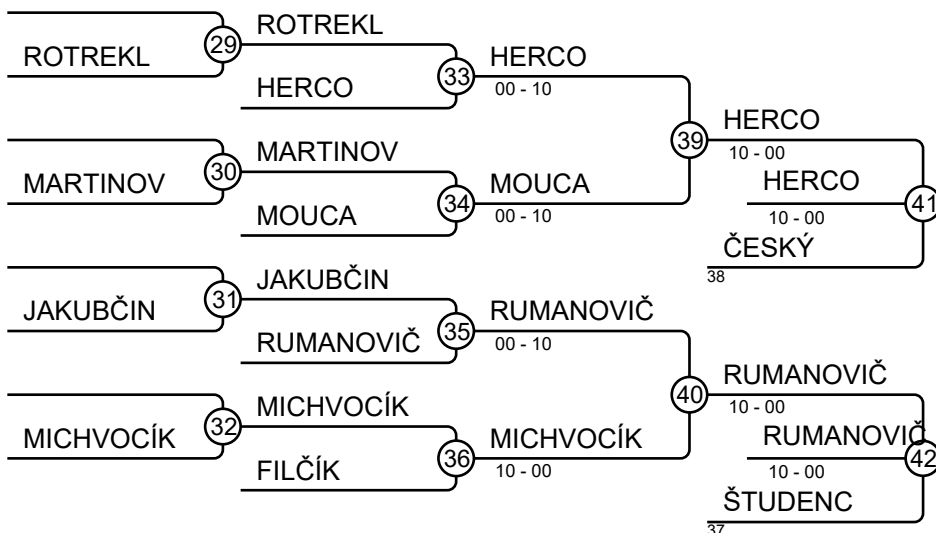 ROTREKL
29
ROTREKL
HERCO
33
HERCO
00 - 10
MARTINOV
30
MARTINOV
MOUCA
34
MOUCA
00 - 10
39
HERCO
10 - 00
HERCO
10 - 00
41
ČESKÝ
38
JAKUBČIN
31
JAKUBČIN
RUMANOVIČ
35
RUMANOVIČ
00 - 10
MICHVOCÍK
32
MICHVOCÍK
FILČÍK
36
MICHVOCÍK
10 - 00
40
RUMANOVIČ
10 - 00
RUMANOVIČ
10 - 00
42
ŠTUDENC
37